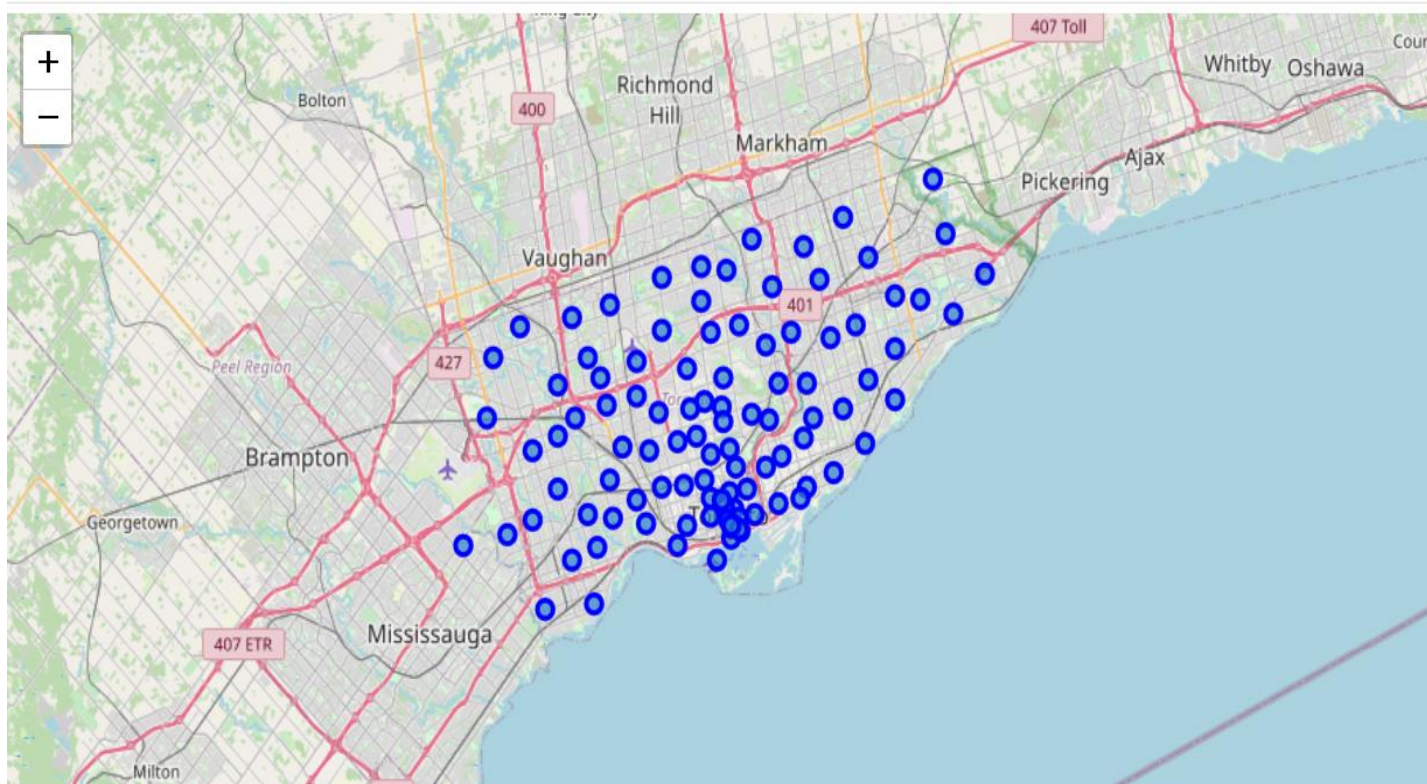 +
−
407 Toll
Whitby
Oshawa
Richmond
Hill
Bolton
400
Markham
Ajax
Pickering
Vaughan
401
427
Peel Region
Brampton
Georgetown
Mississauga
407 ETR
Milton